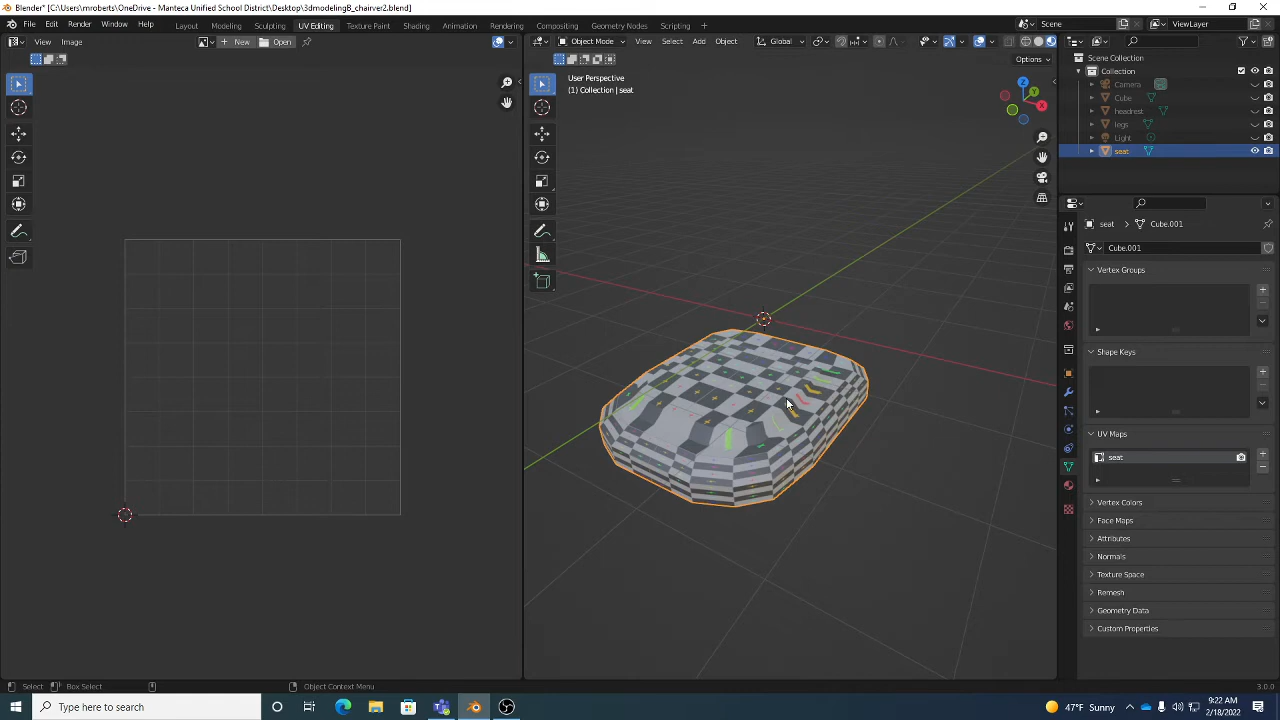 Blender* [C:\Users\mroberts\OneDrive - Manteca Unified School District\Desktop\3dmodelingB_chairver2.blend]
File Edit Render Window Help Layout Modeling Sculpting UV Editing Texture Paint Shading Animation Rendering Compositing Geometry Nodes Scripting + Scene ViewLayer
View Image + New Open Object Mode View Select Add Object Global
Options
User Perspective
(1) Collection | seat
Z
Y
X
Scene Collection
Collection
Camera
Cube
headrest
legs
Light
seat
seat > Cube.001
Cube.001
Vertex Groups
Shape Keys
UV Maps
seat
Vertex Colors
Face Maps
Attributes
Normals
Texture Space
Remesh
Geometry Data
Custom Properties
Select Box Select Object Context Menu 3.0.0
Type here to search
47°F Sunny
9:22 AM
2/18/2022